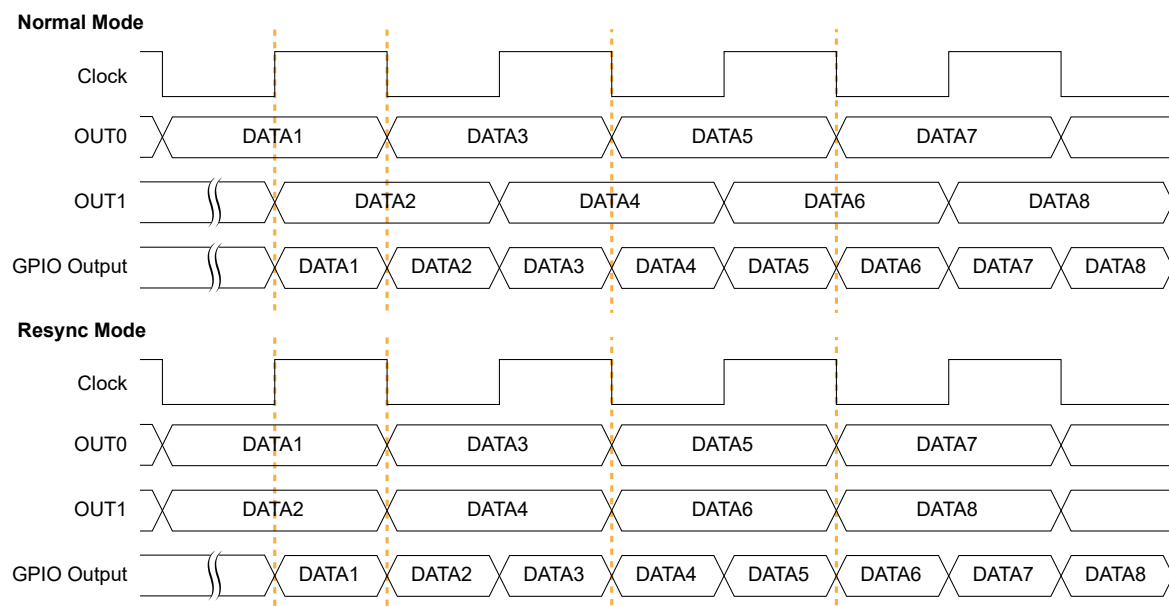 Normal Mode
Clock
OUT0 DATA1 DATA3 DATA5 DATA7
OUT1 DATA2 DATA4 DATA6 DATA8
GPIO Output DATA1 DATA2 DATA3 DATA4 DATA5 DATA6 DATA7 DATA8
Resync Mode
Clock
OUT0 DATA1 DATA3 DATA5 DATA7
OUT1 DATA2 DATA4 DATA6 DATA8
GPIO Output DATA1 DATA2 DATA3 DATA4 DATA5 DATA6 DATA7 DATA8